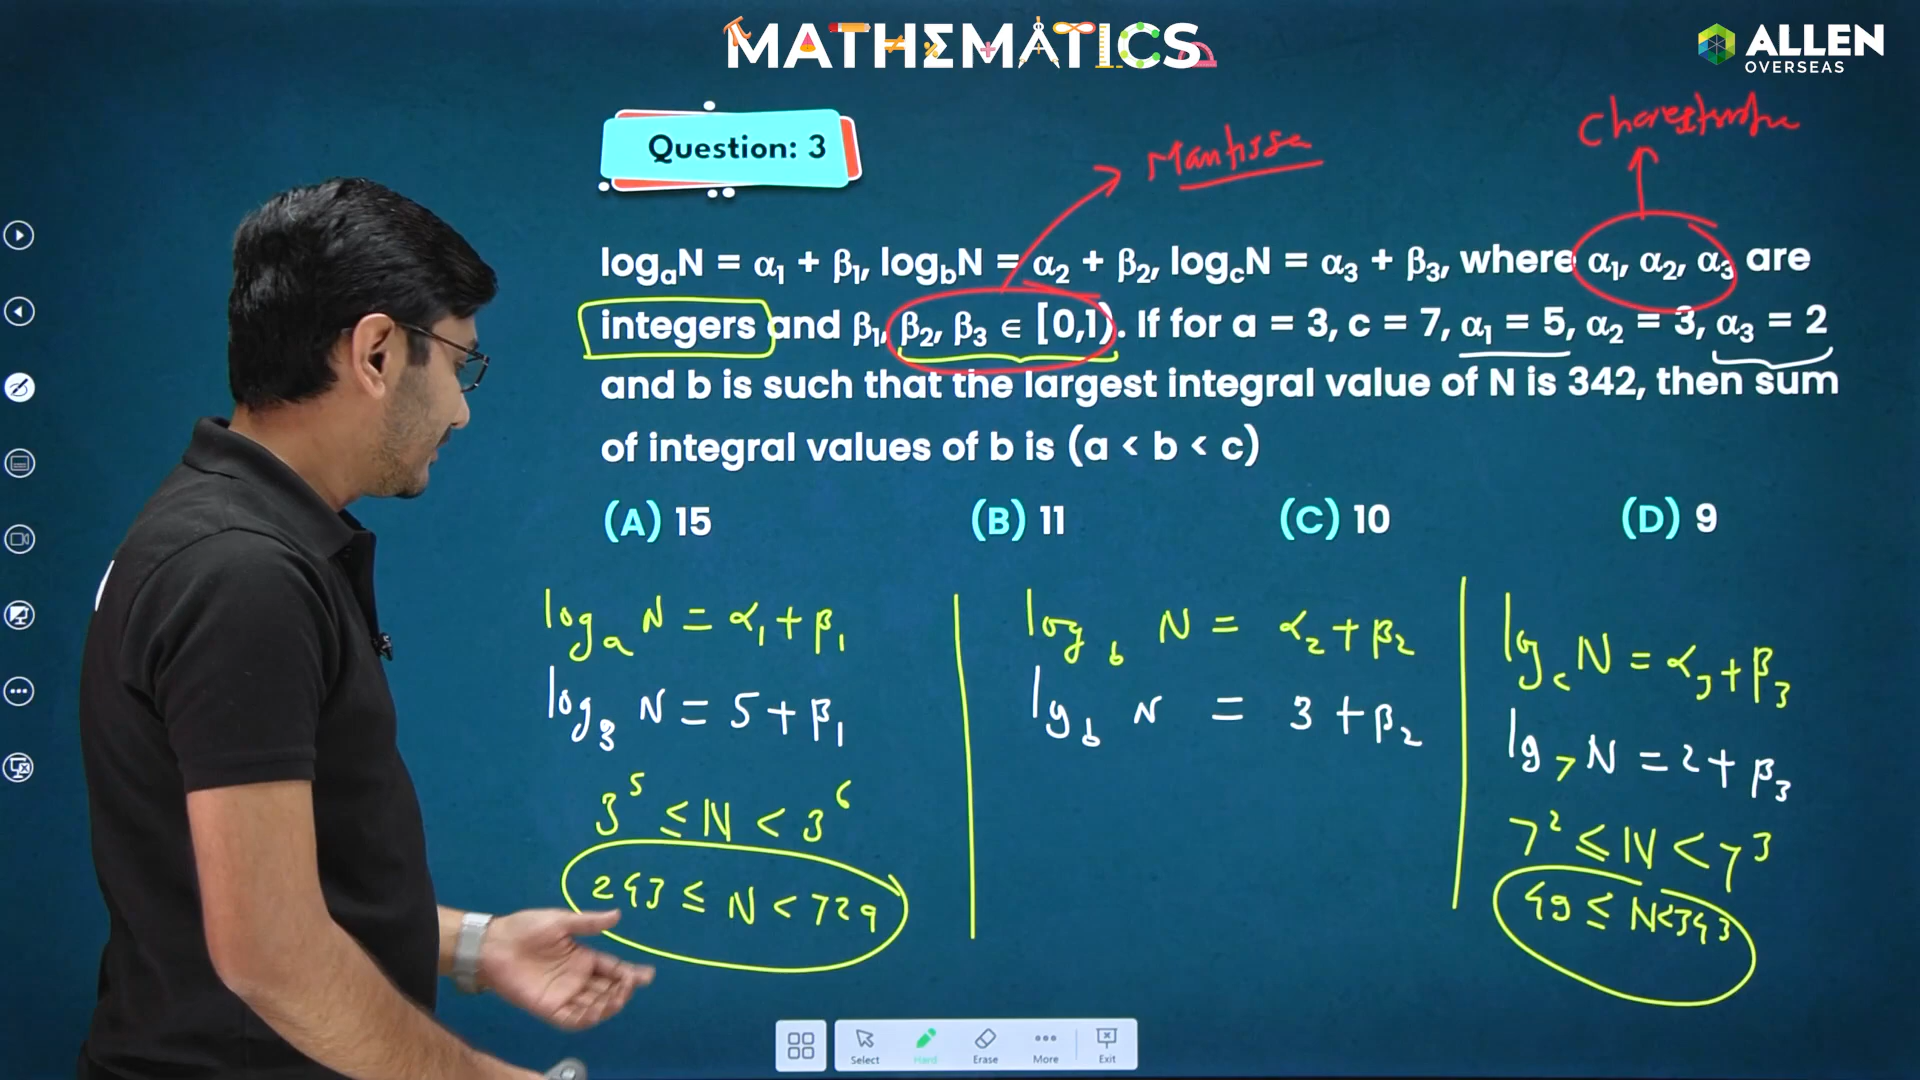 MATHEMATICS
ALLEN
OVERSEAS
Question: 3
Mantissa
logₐN = α₁ + β₁, log_bN = α₂ + β₂, log_cN = α₃ + β₃, where α₁, α₂, α₃ are
integers and β₁, β₂, β₃ ∈ [0,1). If for a = 3, c = 7, α₁ = 5, α₂ = 3, α₃ = 2
and b is such that the largest integral value of N is 342, then sum
of integral values of b is (a < b < c)
(A) 15 (B) 11 (C) 10 (D) 9
logₐ N = α₁ + β₁
log₃ N = 5 + β₁
3⁵ ≤ N < 3⁶
243 ≤ N < 729
log_b N = α₂ + β₂
log_b N = 3 + β₂
log_c N = α₃ + β₃
log₇ N = 2 + β₃
7² ≤ N < 7³
49 ≤ N < 343
Select Hand Erase More Exit